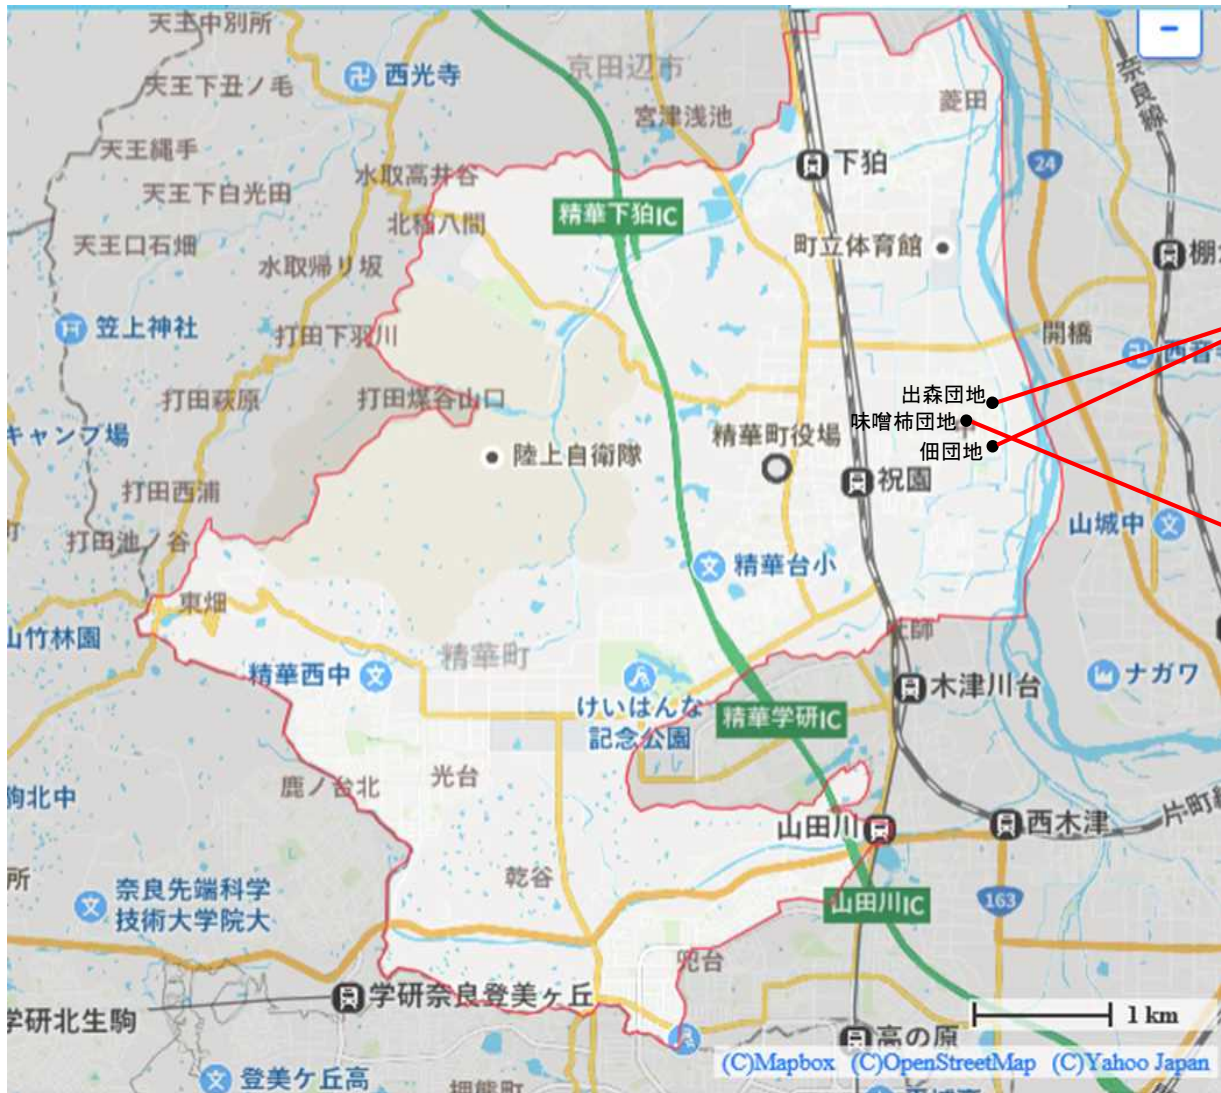 天王中別所
西光寺
京田辺市
奈良線
天王下丑ノ毛
宮津浅池
菱田
天王縄手
水取高井谷
下狛
24
天王下白光田
北稲八間
精華下狛IC
天王口石畑
町立体育館
水取帰り坂
笠上神社
打田下羽川
開橋
打田萩原
打田煤谷山口
出森団地
味噌柿団地
キャンプ場
精華町役場
佃団地
陸上自衛隊
祝園
打田西浦
山城中
打田池ノ谷
精華台小
東畑
山竹林園
精華町
精華西中
木津川台
ナガワ
けいはんな
記念公園
精華学研IC
光台
鹿ノ台北
駒北中
山田川
西木津
片町線
所
奈良先端科学
技術大学院大
乾谷
山田川IC
163
兜台
学研奈良登美ヶ丘
学研北生駒
1 km
高の原
(C)Mapbox (C)OpenStreetMap (C)Yahoo Japan
登美ケ丘高